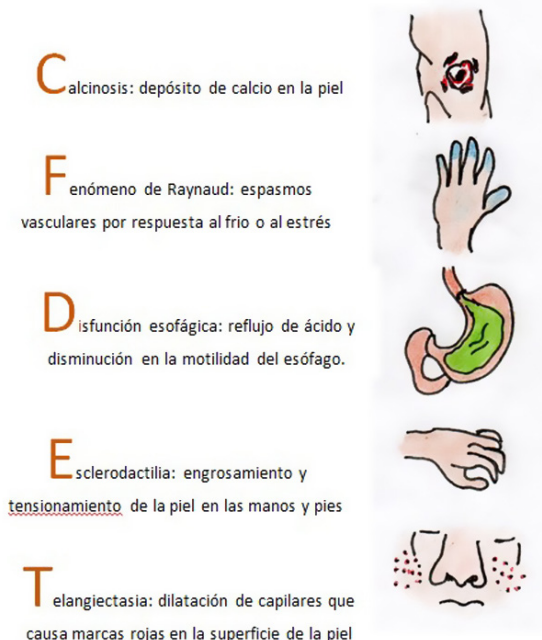 Calcinosis: depósito de calcio en la piel
Fenómeno de Raynaud: espasmos
vasculares por respuesta al frio o al estrés
Disfunción esofágica: reflujo de ácido y
disminución en la motilidad del esófago.
Esclerodactilia: engrosamiento y
tensionamiento de la piel en las manos y pies
Telangiectasia: dilatación de capilares que
causa marcas rojas en la superficie de la piel